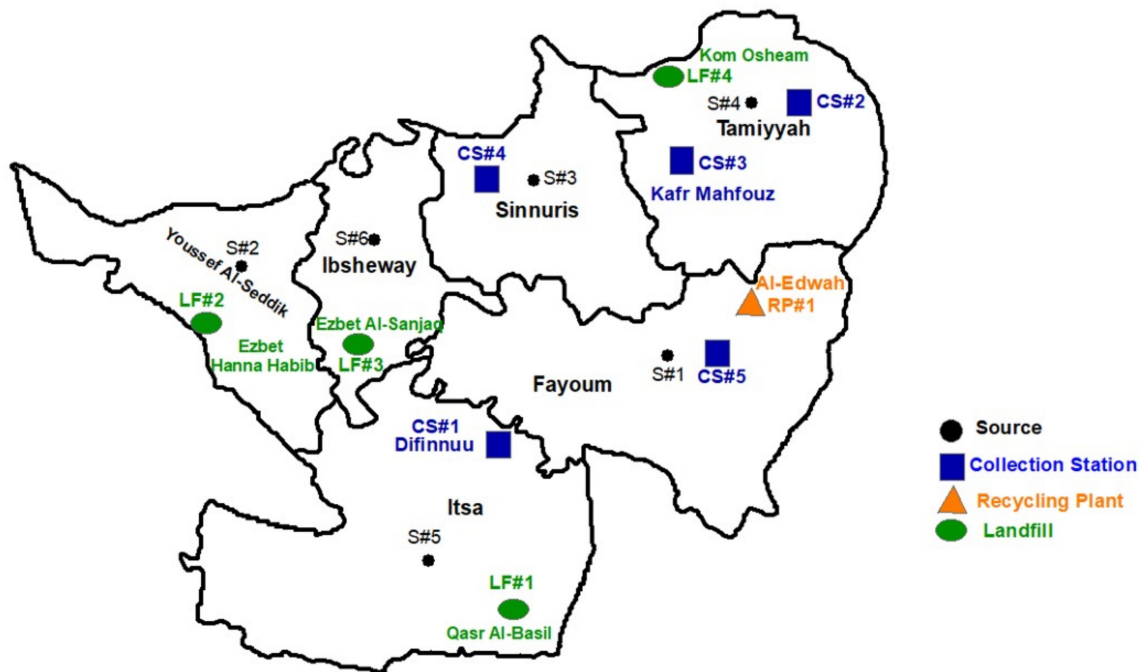 Kom Osheam
LF#4
S#4
CS#2
Tamiyyah
CS#3
Kafr Mahfouz
CS#4
S#3
Sinnuris
S#6
Ibsheway
S#2
Youssef Al-Seddik
LF#2
Ezbet
Hanna Habib
Ezbet Al-Sanjaq
LF#3
Al-Edwah
RP#1
S#1
CS#5
Fayoum
CS#1
Difinnuu
Itsa
S#5
LF#1
Qasr Al-Basil
Source
Collection Station
Recycling Plant
Landfill